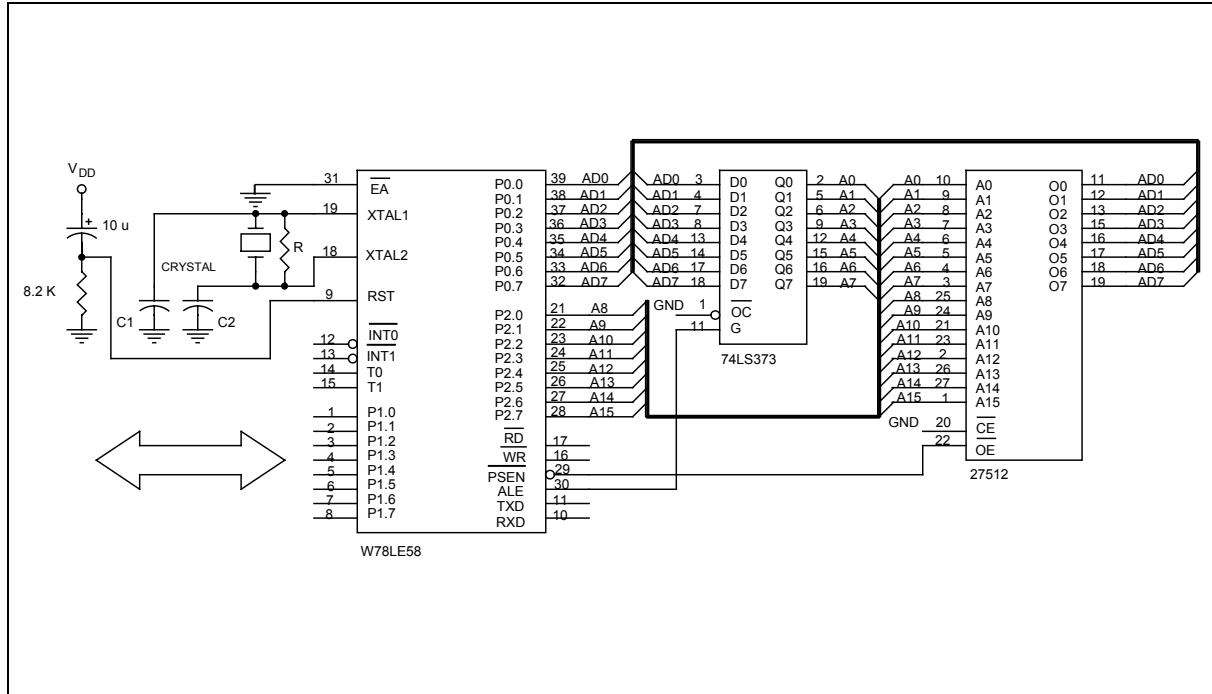 VDD
10 u
8.2 K
C1
C2
CRYSTAL
R
31 EA
19 XTAL1
18 XTAL2
9 RST
12 INT0
13 INT1
14 T0
15 T1
1 P1.0
2 P1.1
3 P1.2
4 P1.3
5 P1.4
6 P1.5
7 P1.6
8 P1.7
P0.0 39 AD0
P0.1 38 AD1
P0.2 37 AD2
P0.3 36 AD3
P0.4 35 AD4
P0.5 34 AD5
P0.6 33 AD6
P0.7 32 AD7
P2.0 21 A8
P2.1 22 A9
P2.2 23 A10
P2.3 24 A11
P2.4 25 A12
P2.5 26 A13
P2.6 27 A14
P2.7 28 A15
RD 17
WR 16
PSEN 29
ALE 30
TXD 11
RXD 10
W78LE58
AD0 3 D0 Q0 2 A0
AD1 4 D1 Q1 5 A1
AD2 7 D2 Q2 6 A2
AD3 8 D3 Q3 9 A3
AD4 13 D4 Q4 12 A4
AD5 14 D5 Q5 15 A5
AD6 17 D6 Q6 16 A6
AD7 18 D7 Q7 19 A7
GND 1 OC
11 G
74LS373
A0 10 A0 O0 11 AD0
A1 9 A1 O1 12 AD1
A2 8 A2 O2 13 AD2
A3 7 A3 O3 15 AD3
A4 6 A4 O4 16 AD4
A5 5 A5 O5 17 AD5
A6 4 A6 O6 18 AD6
A7 3 A7 O7 19 AD7
A8 25 A8
A9 24 A9
A10 21 A10
A11 23 A11
A12 2 A12
A13 26 A13
A14 27 A14
A15 1 A15
GND 20 CE
22 OE
27512